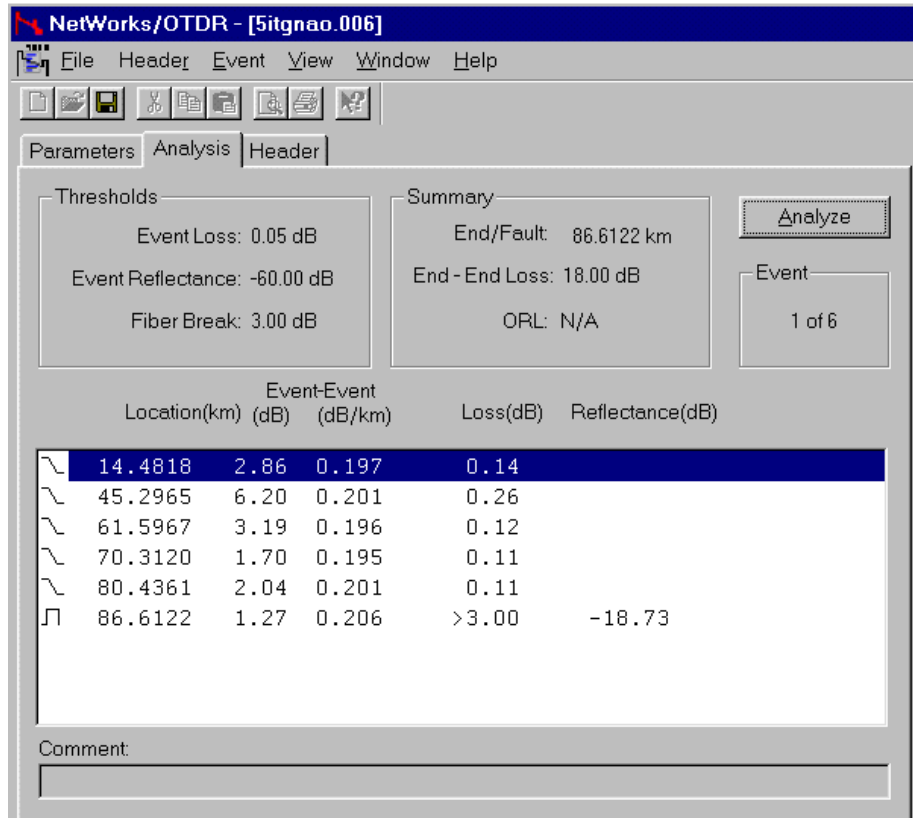 NetWorks/OTDR - [5itgnao.006]
File Header Event View Window Help
Parameters Analysis Header
Thresholds
Event Loss: 0.05 dB
Event Reflectance: -60.00 dB
Fiber Break: 3.00 dB
Summary
End/Fault: 86.6122 km
End - End Loss: 18.00 dB
ORL: N/A
Analyze
Event
1 of 6
Event-Event
Location(km) (dB) (dB/km) Loss(dB) Reflectance(dB)
14.4818 2.86 0.197 0.14
45.2965 6.20 0.201 0.26
61.5967 3.19 0.196 0.12
70.3120 1.70 0.195 0.11
80.4361 2.04 0.201 0.11
86.6122 1.27 0.206 >3.00 -18.73
Comment: